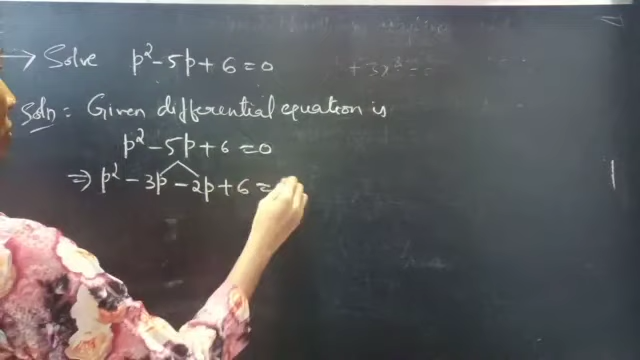 → Solve p² - 5p + 6 = 0
Soln: Given differential equation is
p² - 5p + 6 = 0
⇒ p² - 3p - 2p + 6 =